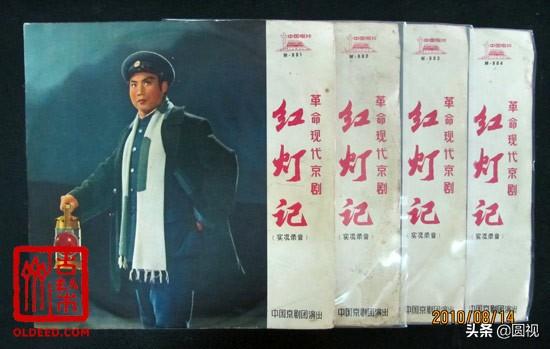 中国唱片
M-881
革命现代京剧
红灯记
(实况录音)
中国京剧团演出
中国唱片
M-882
革命现代京剧
红灯记
(实况录音)
中国京剧团演出
中国唱片
M-883
革命现代京剧
红灯记
(实况录音)
中国京剧团演出
中国唱片
M-884
革命现代京剧
红灯记
(实况录音)
中国京剧团演出
OLDEED.COM
2010/08/14
头条 @圆视